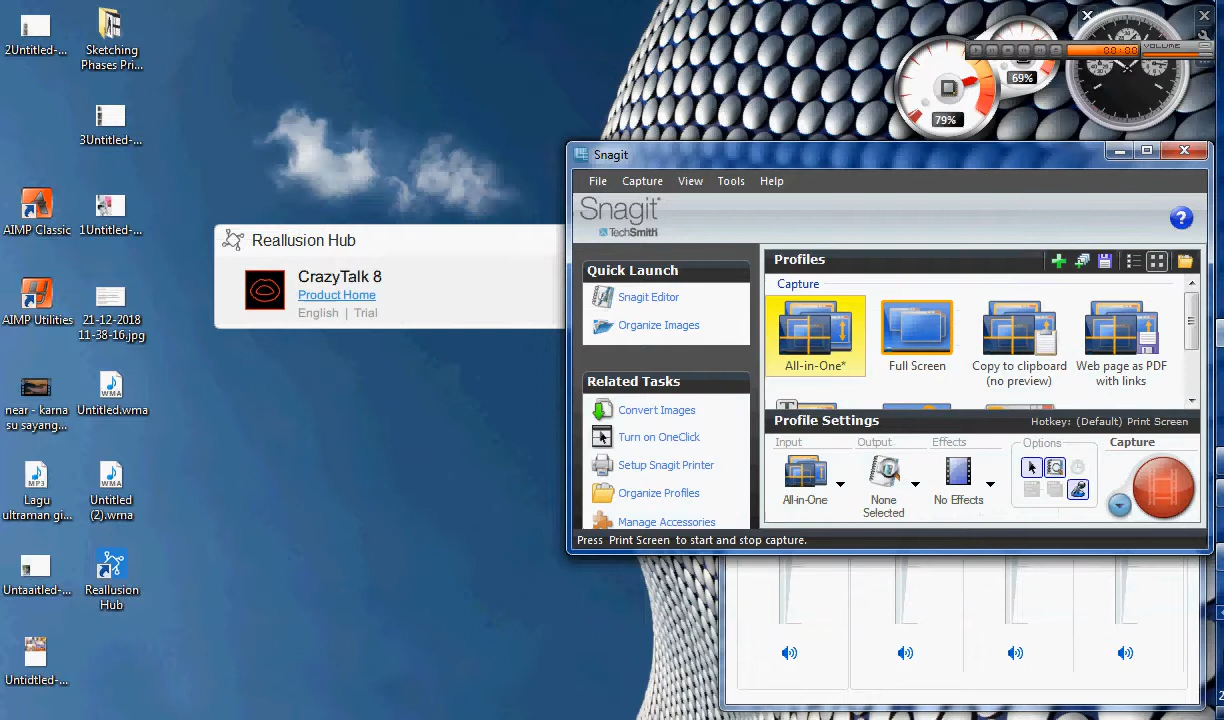 2Untitled-...
Sketching
Phases Pri...
3Untitled-...
AIMP Classic
1Untitled-...
AIMP Utilities
21-12-2018
11-38-16.jpg
near - karna
su sayang...
Untitled.wma
Lagu
ultraman gi...
Untitled
(2).wma
Untaaitled-...
Reallusion
Hub
Untidtled-...
Reallusion Hub
CrazyTalk 8
Product Home
English | Trial
79%
69%
00:00
VOLUME
Snagit
File Capture View Tools Help
Snagit
TechSmith
Quick Launch
Snagit Editor
Organize Images
Related Tasks
Convert Images
Turn on OneClick
Setup Snagit Printer
Organize Profiles
Manage Accessories
Profiles
Capture
All-in-One*
Full Screen
Copy to clipboard
(no preview)
Web page as PDF
with links
Profile Settings
Hotkey: (Default) Print Screen
Input
Output
Effects
Options
Capture
All-in-One
None
Selected
No Effects
Press Print Screen to start and stop capture.